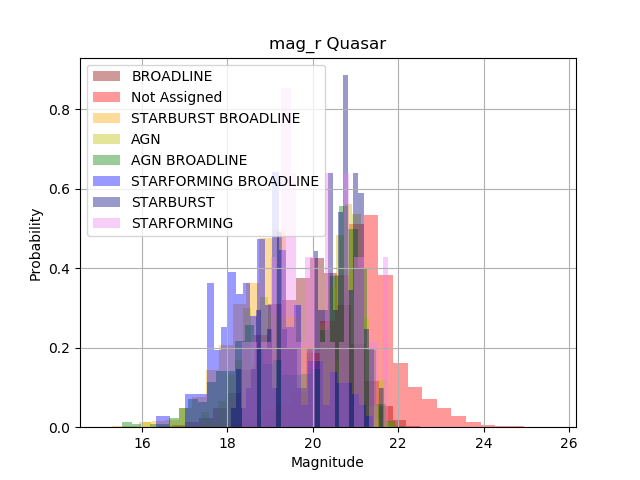 mag_r Quasar
BROADLINE
Not Assigned
STARBURST BROADLINE
AGN
AGN BROADLINE
STARFORMING BROADLINE
STARBURST
STARFORMING
Probability
0.8
0.6
0.4
0.2
0.0
16 18 20 22 24 26
Magnitude